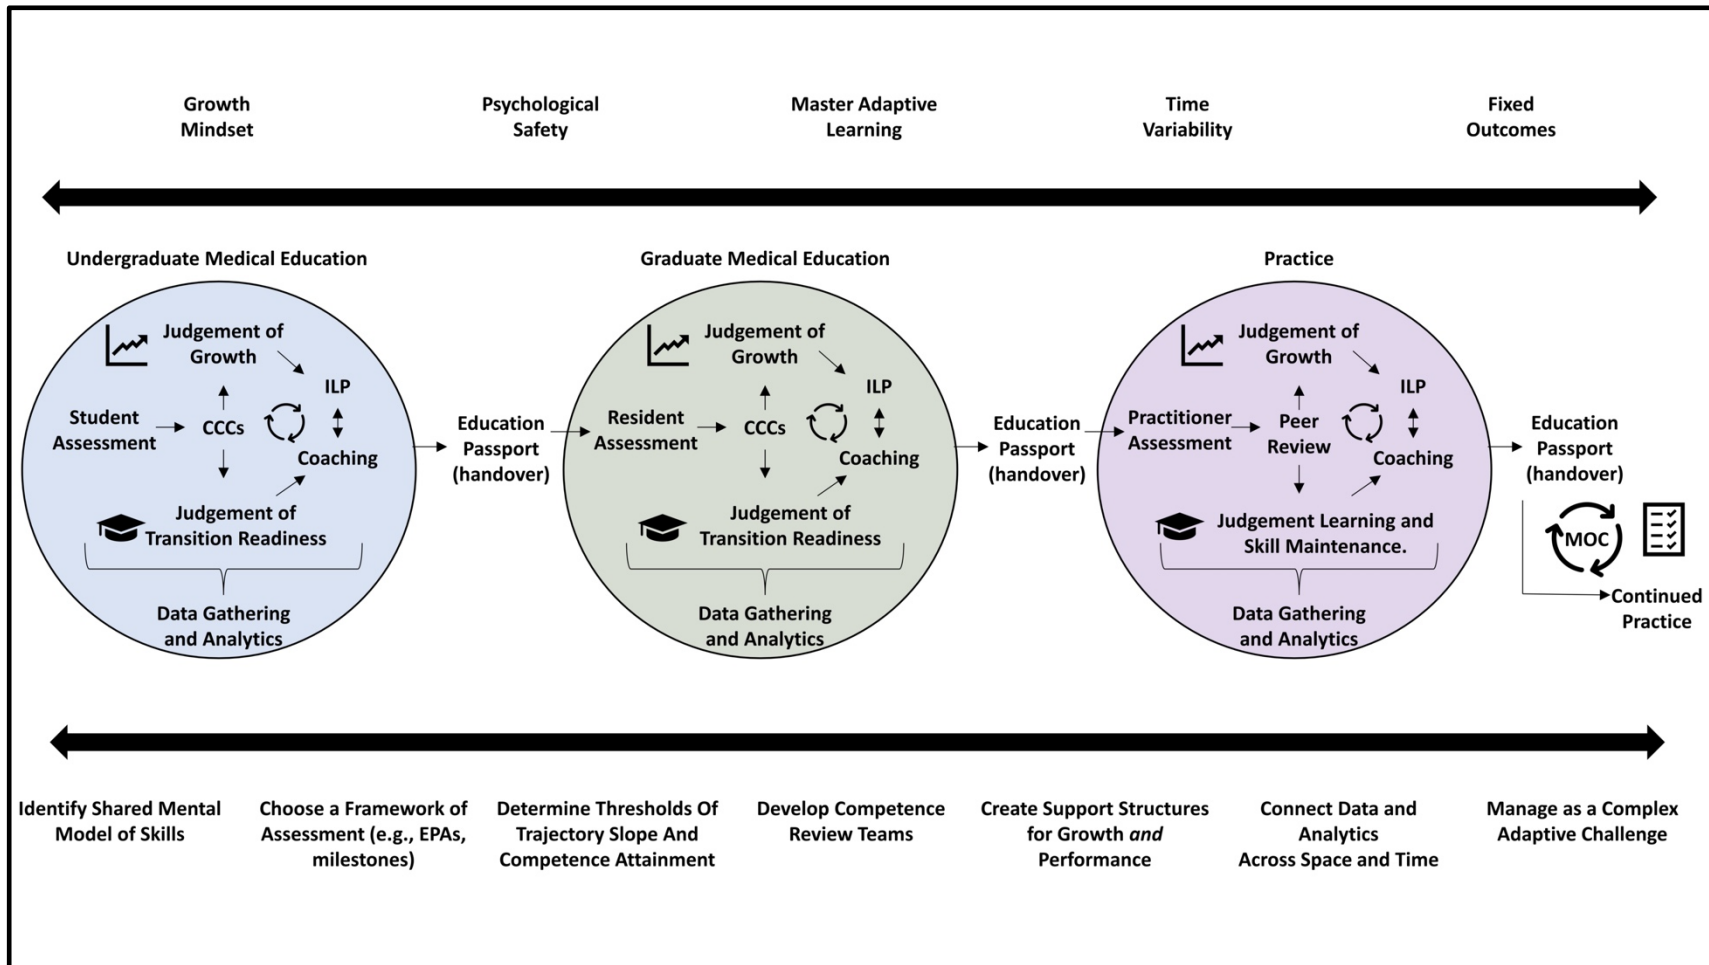 Growth
Mindset
Psychological
Safety
Master Adaptive
Learning
Time
Variability
Fixed
Outcomes
Undergraduate Medical Education
Judgement of
Growth
ILP
Student
Assessment
CCCs
Coaching
Judgement of
Transition Readiness
Data Gathering
and Analytics
Education
Passport
(handover)
Graduate Medical Education
Judgement of
Growth
ILP
Resident
Assessment
CCCs
Coaching
Judgement of
Transition Readiness
Data Gathering
and Analytics
Education
Passport
(handover)
Practice
Judgement of
Growth
ILP
Practitioner
Assessment
Peer
Review
Coaching
Judgement Learning and
Skill Maintenance.
Data Gathering
and Analytics
Education
Passport
(handover)
MOC
Continued
Practice
Identify Shared Mental
Model of Skills
Choose a Framework of
Assessment (e.g., EPAs,
milestones)
Determine Thresholds Of
Trajectory Slope And
Competence Attainment
Develop Competence
Review Teams
Create Support Structures
for Growth and
Performance
Connect Data and
Analytics
Across Space and Time
Manage as a Complex
Adaptive Challenge